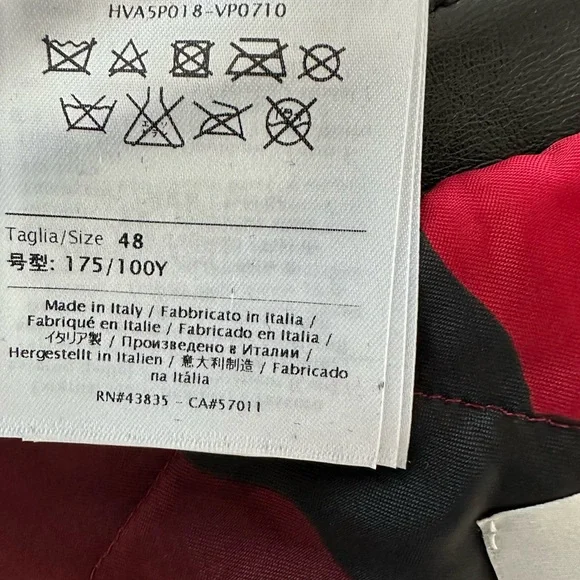 HVA5P018-VP0710
Taglia/Size 48
号型: 175/100Y
Made in Italy / Fabbricato in Italia /
Fabriqué en Italie / Fabricado en Italia /
イタリア製 / Произведено в Италии /
Hergestellt in Italien / 意大利制造 / Fabricado
na Itália
RN#43835 - CA#57011